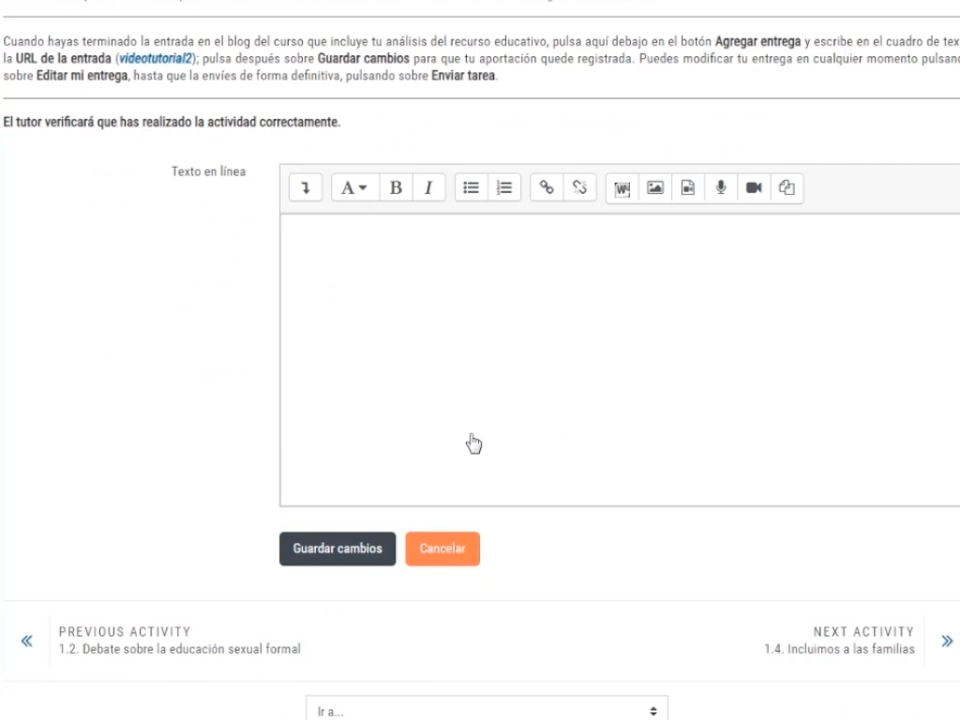 Cuando hayas terminado la entrada en el blog del curso que incluye tu análisis del recurso educativo, pulsa aquí debajo en el botón Agregar entrega y escribe en el cuadro de tex
la URL de la entrada (videotutorial2); pulsa después sobre Guardar cambios para que tu aportación quede registrada. Puedes modificar tu entrega en cualquier momento pulsan
sobre Editar mi entrega, hasta que la envíes de forma definitiva, pulsando sobre Enviar tarea.
El tutor verificará que has realizado la actividad correctamente.
Texto en línea
Guardar cambios Cancelar
PREVIOUS ACTIVITY
1.2. Debate sobre la educación sexual formal
NEXT ACTIVITY
1.4. Incluimos a las familias
Ir a...